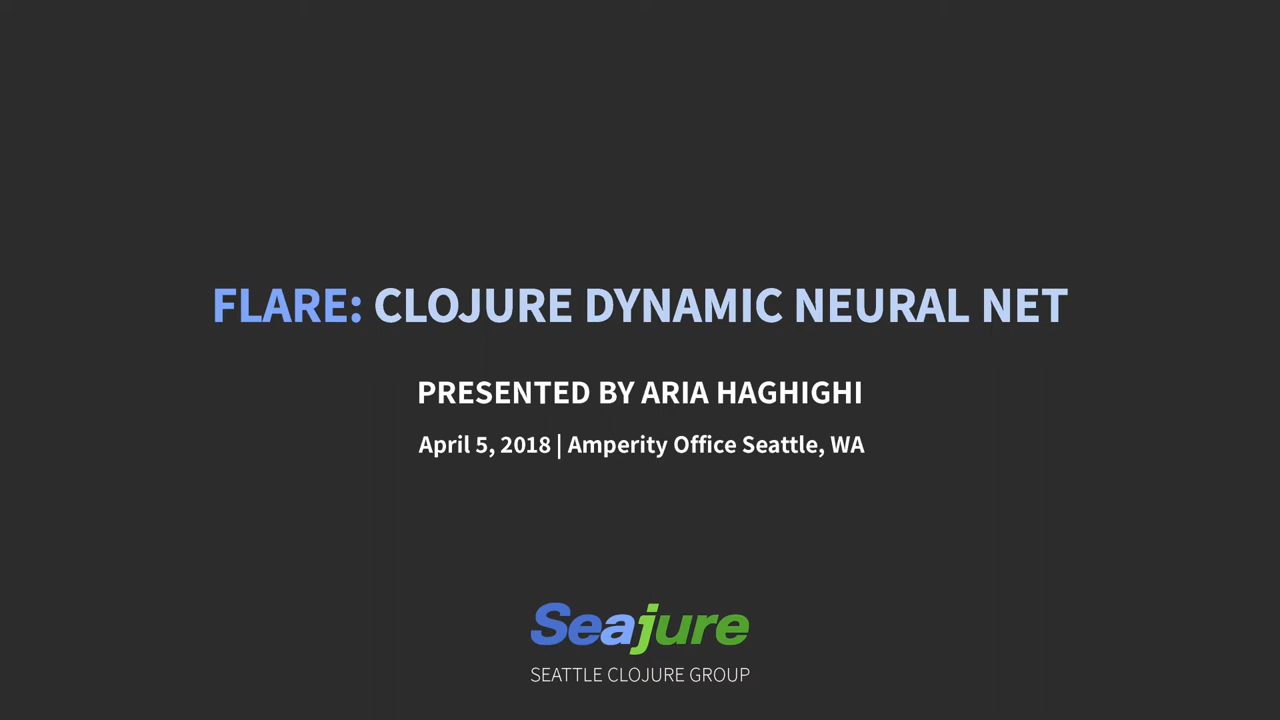 FLARE: CLOJURE DYNAMIC NEURAL NET
PRESENTED BY ARIA HAGHIGHI
April 5, 2018 | Amperity Office Seattle, WA
Seajure
SEATTLE CLOJURE GROUP